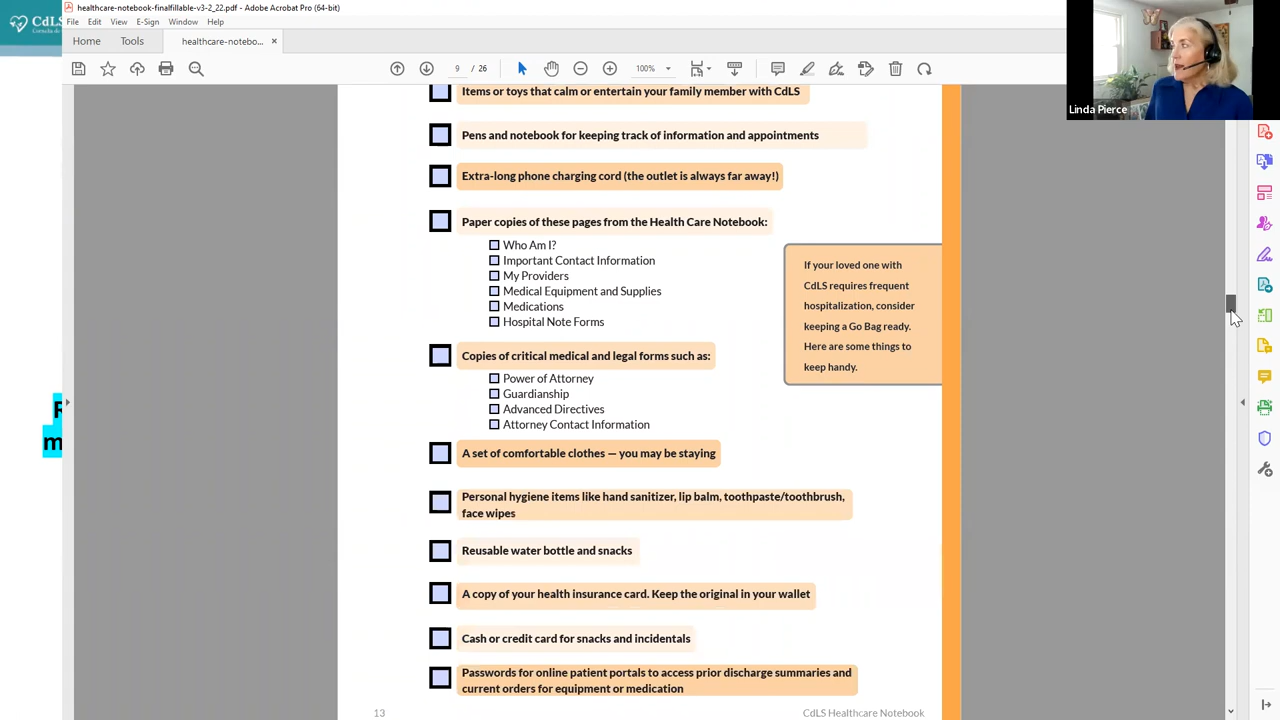 healthcare-notebook-finalfillable-v3-2_22.pdf - Adobe Acrobat Pro (64-bit)
CdLS
File Edit View E-Sign Window Help
Home Tools healthcare-notebo... ×
9 / 26 100%
Linda Pierce
Items or toys that calm or entertain your family member with CdLS
Pens and notebook for keeping track of information and appointments
Extra-long phone charging cord (the outlet is always far away!)
Paper copies of these pages from the Health Care Notebook:
Who Am I?
Important Contact Information
My Providers
Medical Equipment and Supplies
Medications
Hospital Note Forms
If your loved one with
CdLS requires frequent
hospitalization, consider
keeping a Go Bag ready.
Here are some things to
keep handy.
Copies of critical medical and legal forms such as:
Power of Attorney
Guardianship
Advanced Directives
Attorney Contact Information
A set of comfortable clothes — you may be staying
Personal hygiene items like hand sanitizer, lip balm, toothpaste/toothbrush,
face wipes
Reusable water bottle and snacks
A copy of your health insurance card. Keep the original in your wallet
Cash or credit card for snacks and incidentals
Passwords for online patient portals to access prior discharge summaries and
current orders for equipment or medication
13 CdLS Healthcare Notebook